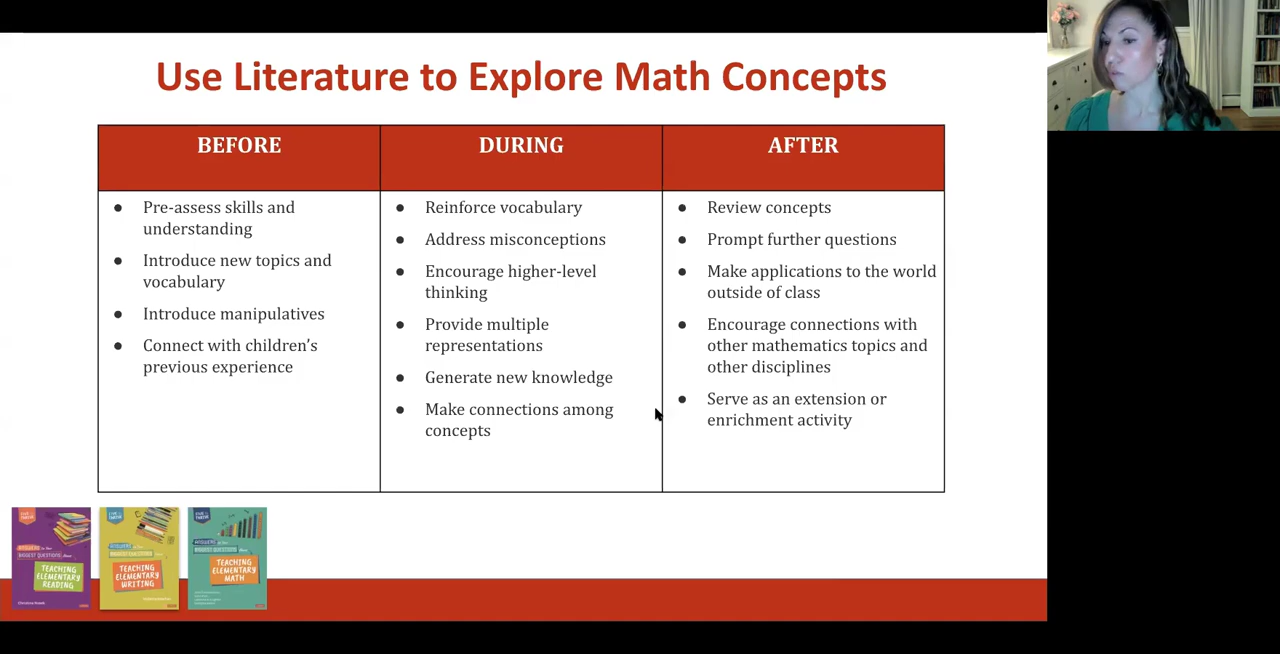 Use Literature to Explore Math Concepts
BEFORE
Pre-assess skills and
understanding
Introduce new topics and
vocabulary
Introduce manipulatives
Connect with children's
previous experience
DURING
Reinforce vocabulary
Address misconceptions
Encourage higher-level
thinking
Provide multiple
representations
Generate new knowledge
Make connections among
concepts
AFTER
Review concepts
Prompt further questions
Make applications to the world
outside of class
Encourage connections with
other mathematics topics and
other disciplines
Serve as an extension or
enrichment activity
TEACHING
ELEMENTARY
READING
TEACHING
ELEMENTARY
WRITING
TEACHING
ELEMENTARY
MATH